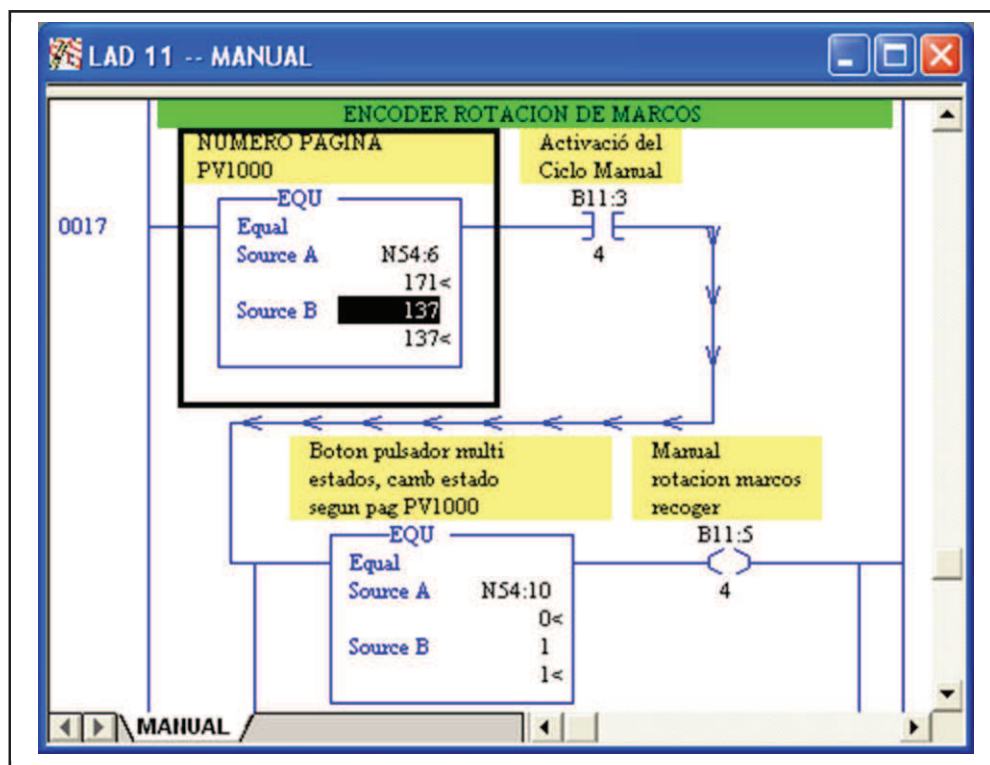 LAD 11 -- MANUAL
ENCODER ROTACION DE MARCOS
NUMERO PAGINA
PV1000
Activació del
Ciclo Manual
EQU
B11:3
0017
Equal
4
Source A N54:6
171<
Source B 137
137<
Boton pulsador multi
estados, camb estado
segun pag PV1000
Manual
rotacion marcos
recoger
EQU
B11:5
Equal
4
Source A N54:10
0<
Source B 1
1<
MANUAL